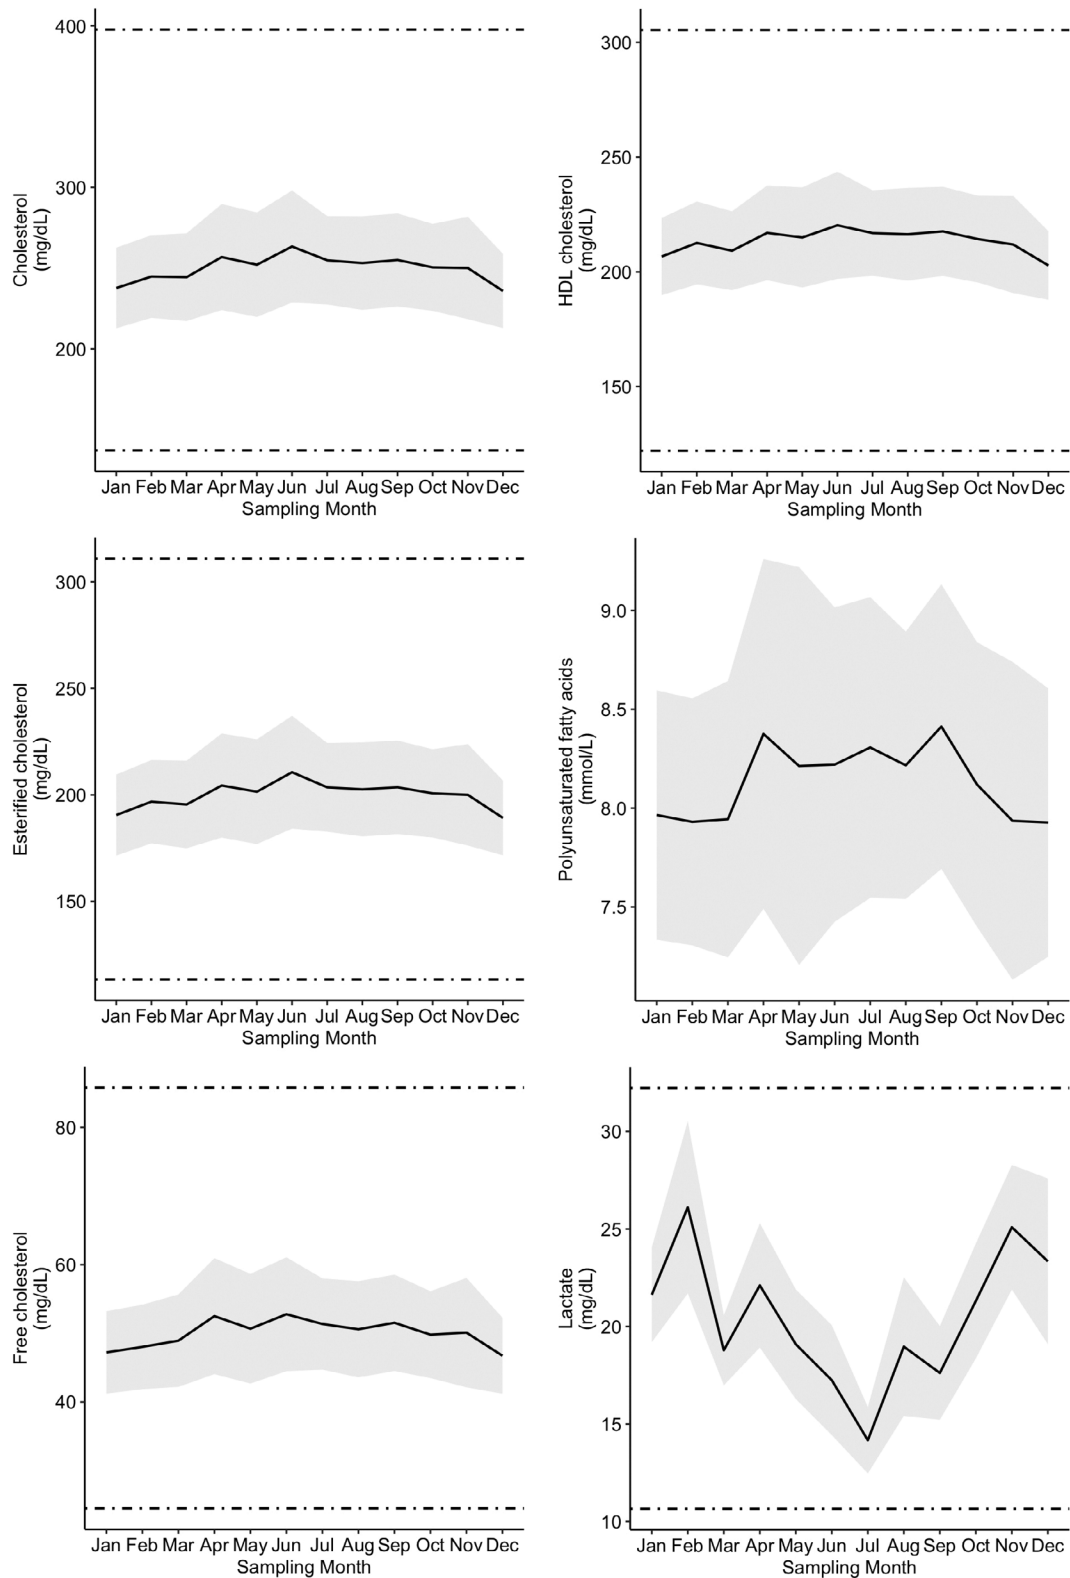 Cholesterol
(mg/dL)
400
300
200
Jan Feb Mar Apr May Jun Jul Aug Sep Oct Nov Dec
Sampling Month
HDL cholesterol
(mg/dL)
300
250
200
150
Jan Feb Mar Apr May Jun Jul Aug Sep Oct Nov Dec
Sampling Month
Esterified cholesterol
(mg/dL)
300
250
200
150
Jan Feb Mar Apr May Jun Jul Aug Sep Oct Nov Dec
Sampling Month
Polyunsaturated fatty acids
(mmol/L)
9.0
8.5
8.0
7.5
Jan Feb Mar Apr May Jun Jul Aug Sep Oct Nov Dec
Sampling Month
Free cholesterol
(mg/dL)
80
60
40
Jan Feb Mar Apr May Jun Jul Aug Sep Oct Nov Dec
Sampling Month
Lactate
(mg/dL)
30
25
20
15
10
Jan Feb Mar Apr May Jun Jul Aug Sep Oct Nov Dec
Sampling Month